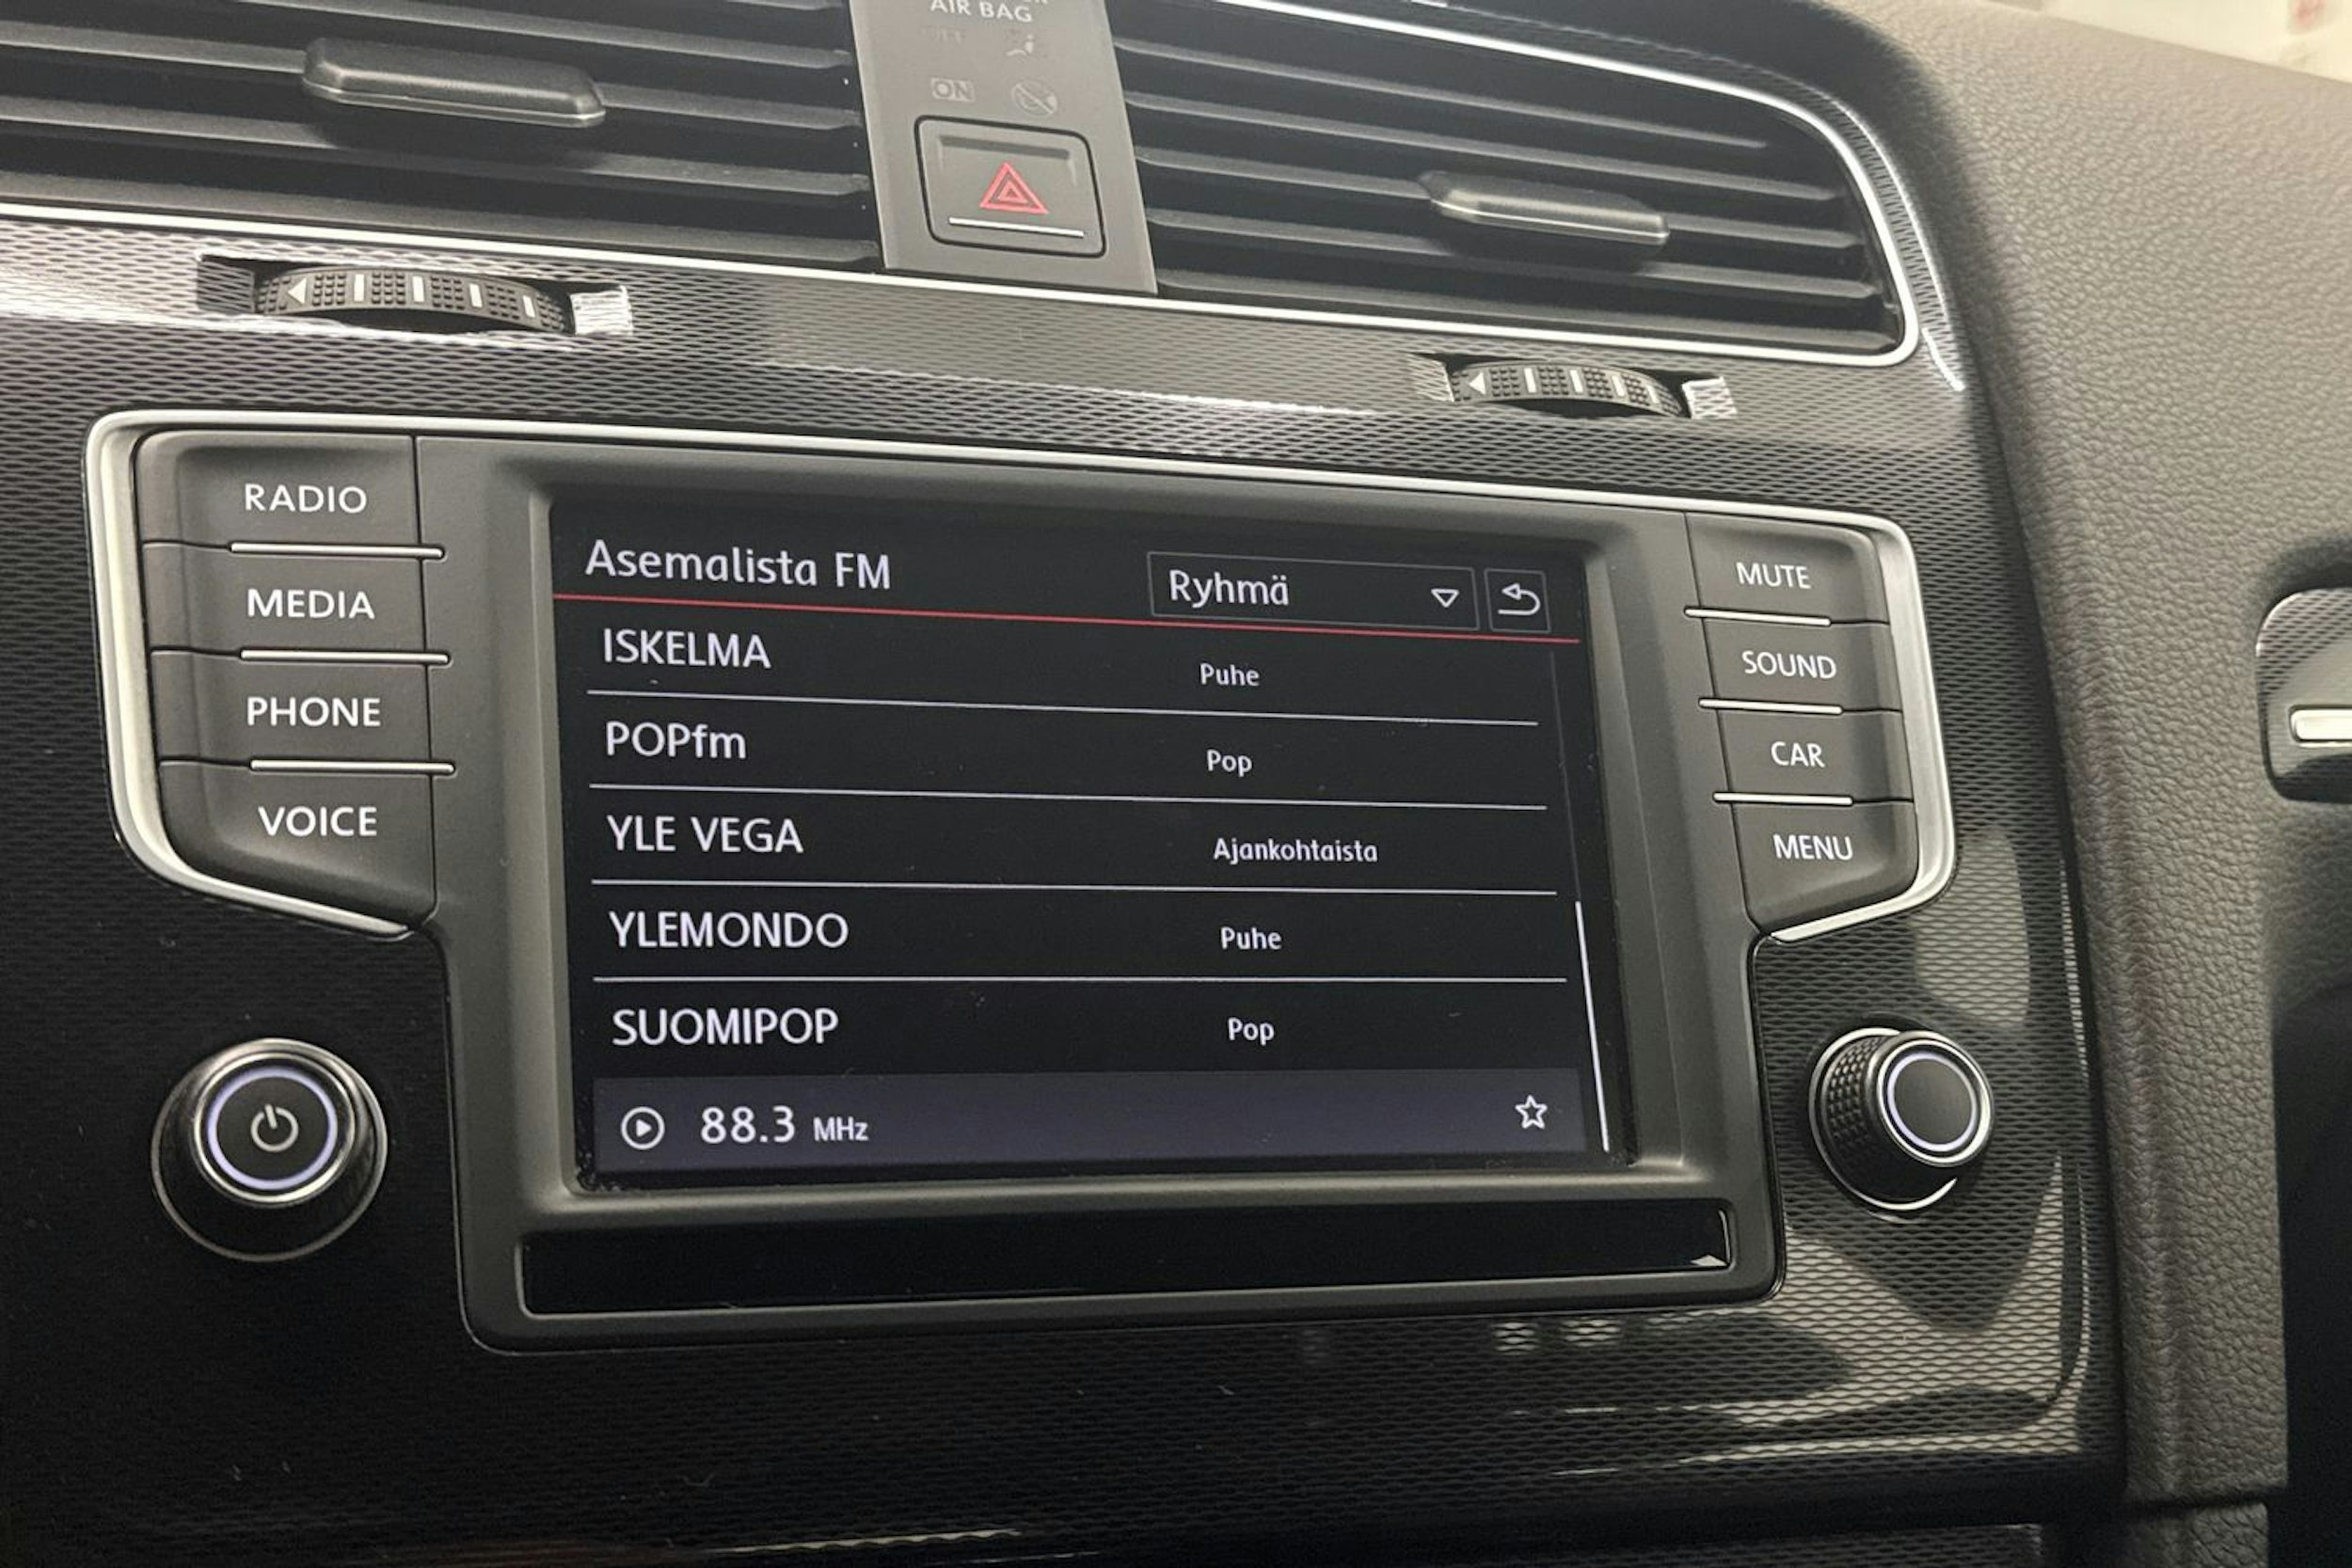 AIR BAG
OFF
ON
RADIO
MEDIA
PHONE
VOICE
Asemalista FM
Ryhmä
ISKELMA Puhe
POPfm Pop
YLE VEGA Ajankohtaista
YLEMONDO Puhe
SUOMIPOP Pop
88.3 MHz
MUTE
SOUND
CAR
MENU